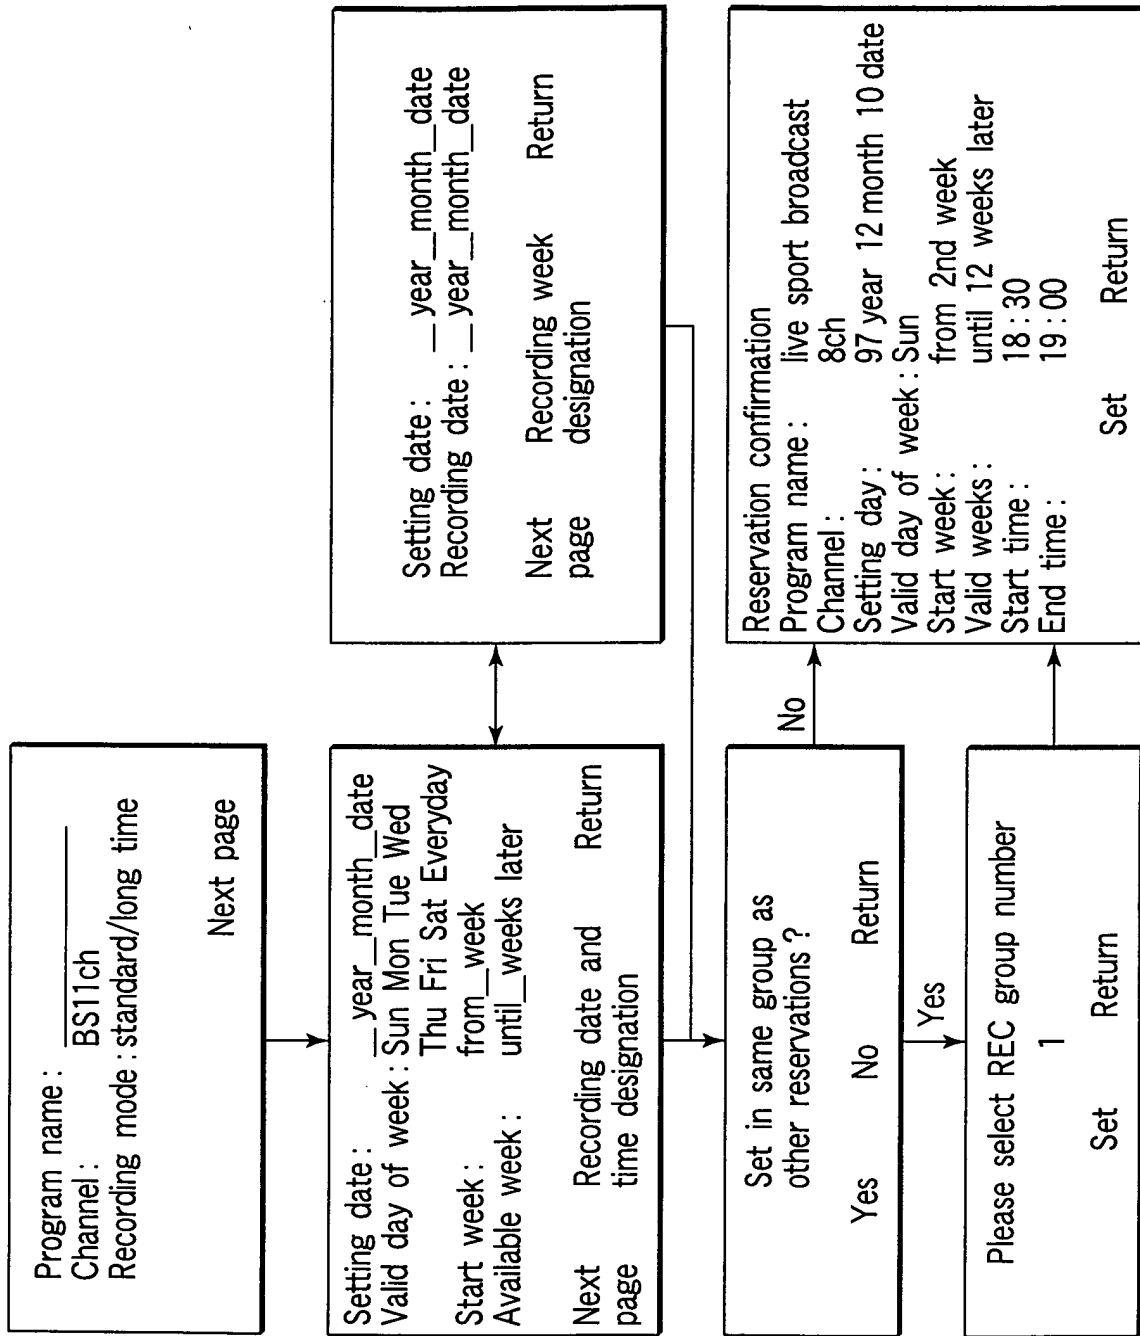 Program name :
Channel : BS11ch
Recording mode : standard/long time
Next page
Setting date : __year__month__date
Valid day of week : Sun Mon Tue Wed
Thu Fri Sat Everyday
Start week : from__week
Available week : until__weeks later
Next page
Recording date and time designation
Return
Setting date : __year__month__date
Recording date : __year__month__date
Next page
Recording week designation
Return
Set in same group as
other reservations ?
Yes No Return
No
Yes
Please select REC group number
1
Set Return
Reservation confirmation
Program name : live sport broadcast
Channel : 8ch
Setting day : 97 year 12 month 10 date
Valid day of week : Sun
Start week : from 2nd week
Valid weeks : until 12 weeks later
Start time : 18 : 30
End time : 19 : 00
Set Return